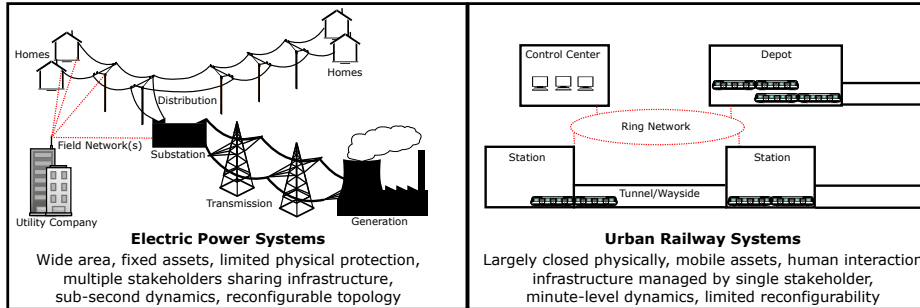 Homes
Homes
Distribution
Field Network(s)
Substation
Transmission
Utility Company
Generation
Electric Power Systems
Wide area, fixed assets, limited physical protection,
multiple stakeholders sharing infrastructure,
sub-second dynamics, reconfigurable topology
Control Center
Depot
Ring Network
Station
Station
Tunnel/Wayside
Urban Railway Systems
Largely closed physically, mobile assets, human interaction
infrastructure managed by single stakeholder,
minute-level dynamics, limited reconfigurability